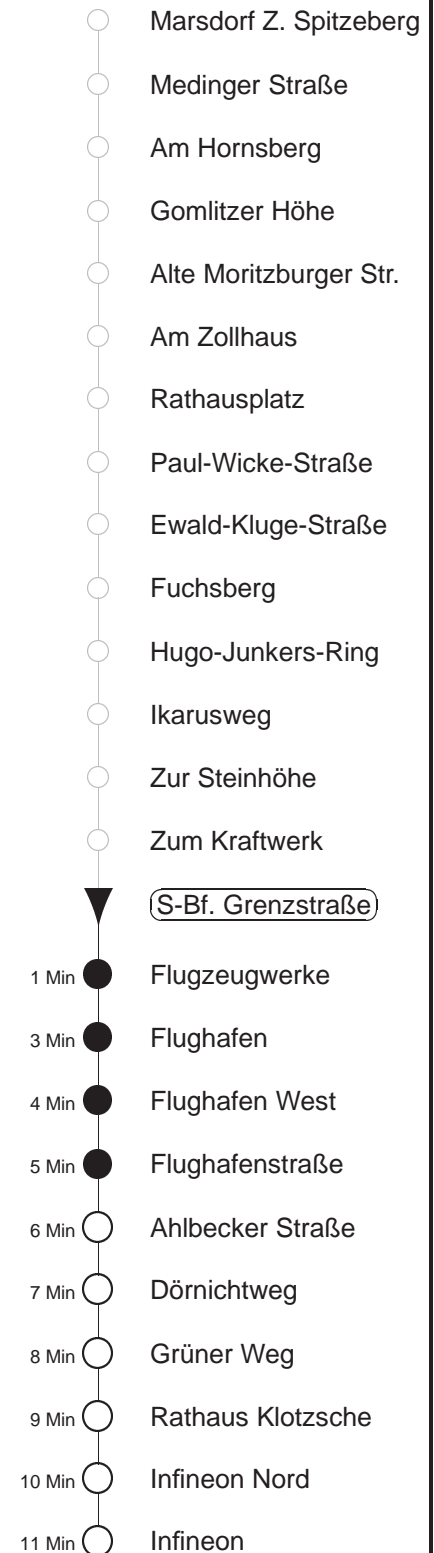 Marsdorf Z. Spitzeberg
Medinger Straße
Am Hornsberg
Gomlitzer Höhe
Alte Moritzburger Str.
Am Zollhaus
Rathausplatz
Paul-Wicke-Straße
Ewald-Kluge-Straße
Fuchsberg
Hugo-Junkers-Ring
Ikarusweg
Zur Steinhöhe
Zum Kraftwerk
S-Bf. Grenzstraße
1 Min Flugzeugwerke
3 Min Flughafen
4 Min Flughafen West
5 Min Flughafenstraße
6 Min Ahlbecker Straße
7 Min Dörnichtweg
8 Min Grüner Weg
9 Min Rathaus Klotzsche
10 Min Infineon Nord
11 Min Infineon